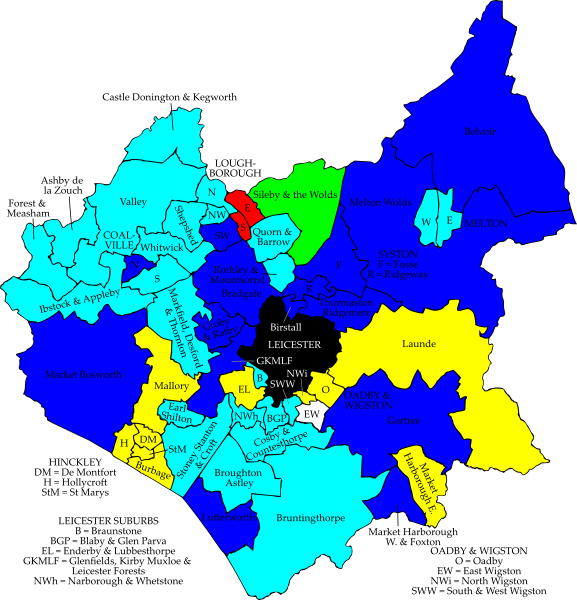 Castle Donington & Kegworth
Belvoir
LOUGH-
BOROUGH
Ashby de
la Zouch
Forest &
Measham
Valley
N
E
Sileby & the Wolds
Melton Wolds
Shepshed
NW
S
SW
Quorn &
Barrow
W
E
MELTON
COAL-
VILLE
Whitwick
N
S
Rothley &
Mountsorrel
Bradgate
F
R
SYSTON
F = Fosse
R = Ridgeway
Ibstock & Appleby
Markfield, Desford
& Thornton
Thurmaston
Ridgemere
Birstall
LEICESTER
Launde
GKMLF
Market Bosworth
Mallory
EL
B
SWW
NWi
O
OADBY &
WIGSTON
Gartree
EW
Earl
Shilton
NWh
BGP
Cosby &
Countesthorpe
Stoney Stanton
& Croft
H
DM
StM
Burbage
HINCKLEY
DM = De Montfort
H = Hollycroft
StM = St Marys
Broughton
Astley
Market
Harborough E.
Lutterworth
Bruntingthorpe
Market Harborough
W. & Foxton
LEICESTER SUBURBS
B = Braunstone
BGP = Blaby & Glen Parva
EL = Enderby & Lubbesthorpe
GKMLF = Glenfields, Kirby Muxloe &
Leicester Forests
NWh = Narborough & Whetstone
OADBY & WIGSTON
O = Oadby
EW = East Wigston
NWi = North Wigston
SWW = South & West Wigston